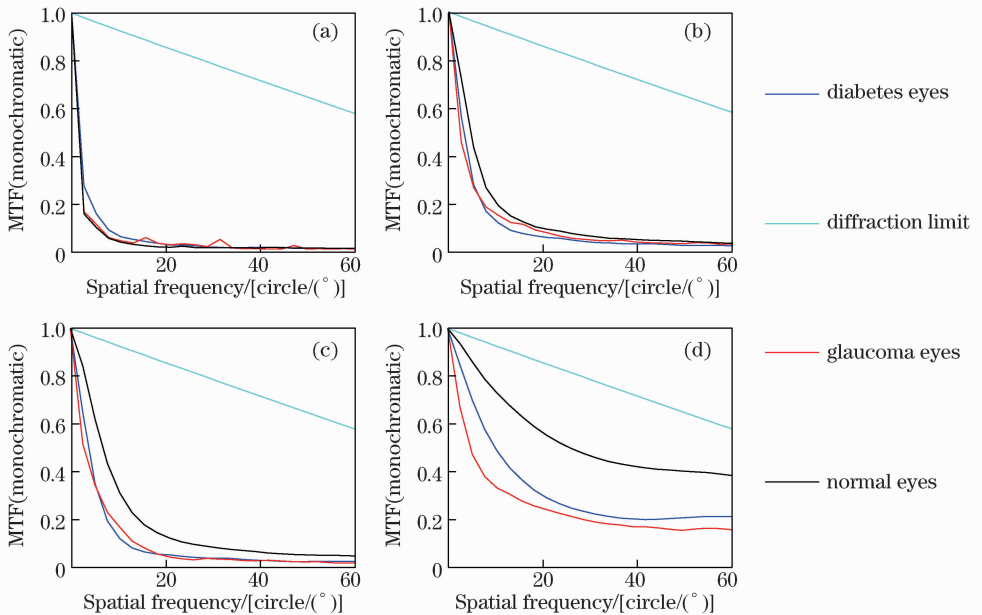 1.0
0.8
0.6
0.4
0.2
0
20
40
60
MTF(monochromatic)
Spatial frequency/[circle/(°)]
(a)
1.0
0.8
0.6
0.4
0.2
0
20
40
60
MTF(monochromatic)
Spatial frequency/[circle/(°)]
(b)
1.0
0.8
0.6
0.4
0.2
0
20
40
60
MTF(monochromatic)
Spatial frequency/[circle/(°)]
(c)
1.0
0.8
0.6
0.4
0.2
0
20
40
60
MTF(monochromatic)
Spatial frequency/[circle/(°)]
(d)
diabetes eyes
diffraction limit
glaucoma eyes
normal eyes